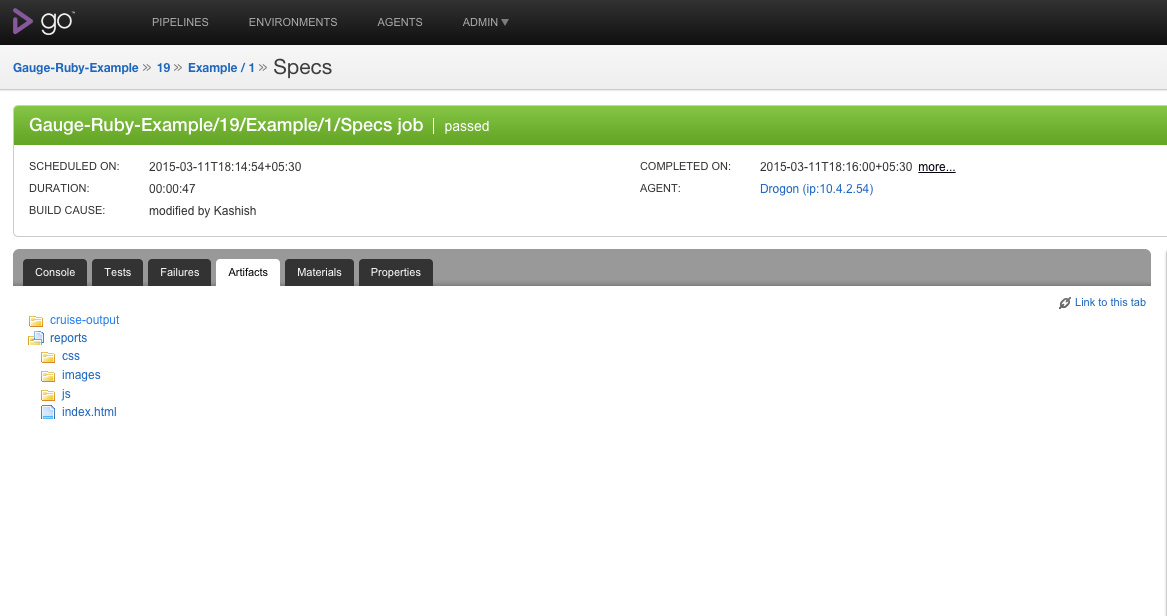 go™ PIPELINES ENVIRONMENTS AGENTS ADMIN ▼
Gauge-Ruby-Example » 19 » Example / 1 » Specs
Gauge-Ruby-Example/19/Example/1/Specs job | passed
SCHEDULED ON: 2015-03-11T18:14:54+05:30 COMPLETED ON: 2015-03-11T18:16:00+05:30 more...
DURATION: 00:00:47 AGENT: Drogon (ip:10.4.2.54)
BUILD CAUSE: modified by Kashish
Console Tests Failures Artifacts Materials Properties
Link to this tab
cruise-output
reports
css
images
js
index.html